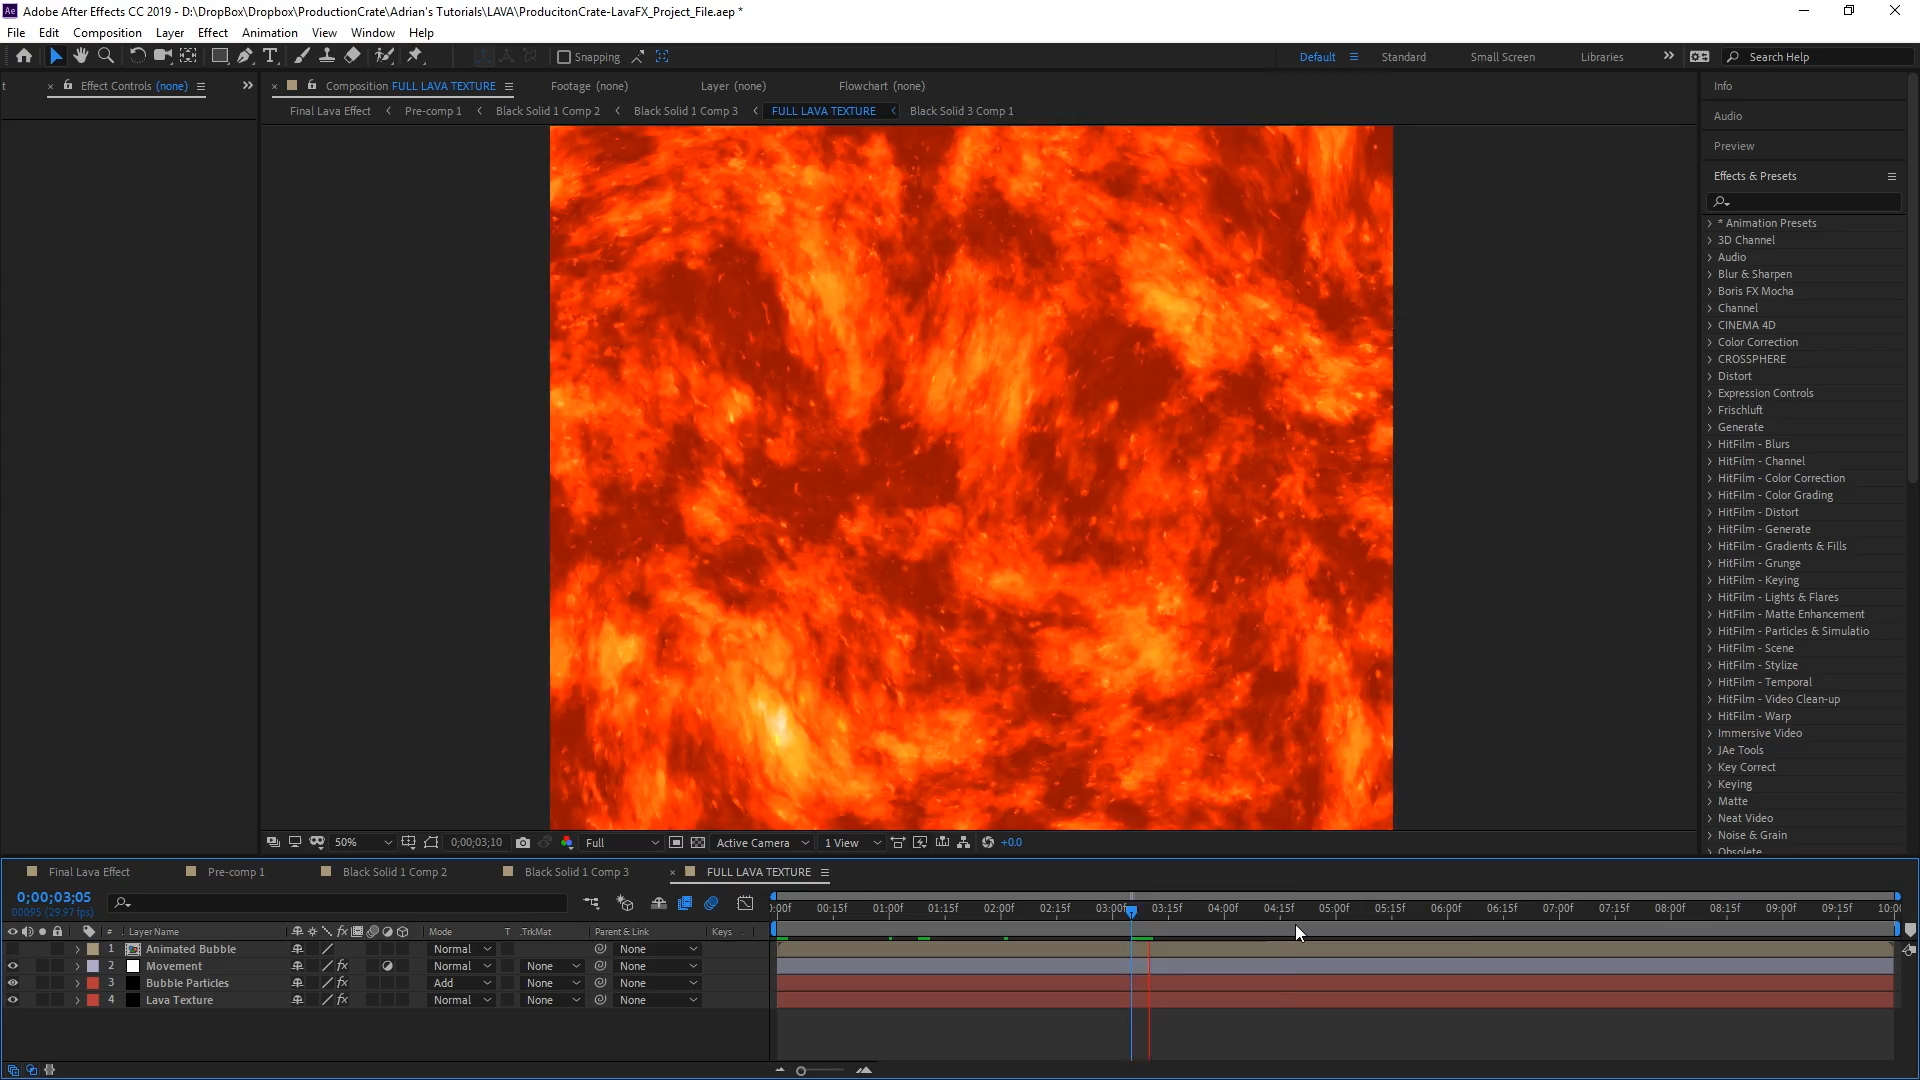 Adobe After Effects CC 2019 - D:\DropBox\Dropbox\ProductionCrate\Adrian's Tutorials\LAVA\ProducitonCrate-LavaFX_Project_File.aep *
File Edit Composition Layer Effect Animation View Window Help
Snapping
Default Standard Small Screen Libraries Search Help
Effect Controls (none)
Composition FULL LAVA TEXTURE Footage (none) Layer (none) Flowchart (none)
Final Lava Effect Pre-comp 1 Black Solid 1 Comp 2 Black Solid 1 Comp 3 FULL LAVA TEXTURE Black Solid 3 Comp 1
Info
Audio
Preview
Effects & Presets
* Animation Presets
3D Channel
Audio
Blur & Sharpen
Boris FX Mocha
Channel
CINEMA 4D
Color Correction
CROSSPHERE
Distort
Expression Controls
Frischluft
Generate
HitFilm - Blurs
HitFilm - Channel
HitFilm - Color Correction
HitFilm - Color Grading
HitFilm - Distort
HitFilm - Generate
HitFilm - Gradients & Fills
HitFilm - Grunge
HitFilm - Keying
HitFilm - Lights & Flares
HitFilm - Matte Enhancement
HitFilm - Particles & Simulatio
HitFilm - Scene
HitFilm - Stylize
HitFilm - Temporal
HitFilm - Video Clean-up
HitFilm - Warp
Immersive Video
JAe Tools
Key Correct
Keying
Matte
Neat Video
Noise & Grain
Obsolete
50% 0;00;03;10 Full Active Camera 1 View +0.0
Final Lava Effect Pre-comp 1 Black Solid 1 Comp 2 Black Solid 1 Comp 3 FULL LAVA TEXTURE
0;00;03;05
00095 (29.97 fps)
:00f 00:15f 01:00f 01:15f 02:00f 02:15f 03:00f 03:15f 04:00f 04:15f 05:00f 05:15f 06:00f 06:15f 07:00f 07:15f 08:00f 08:15f 09:00f 09:15f 10:0
# Layer Name Mode T .TrkMat Parent & Link Keys
1 Animated Bubble Normal None
2 Movement Normal None None
3 Bubble Particles Add None None
4 Lava Texture Normal None None